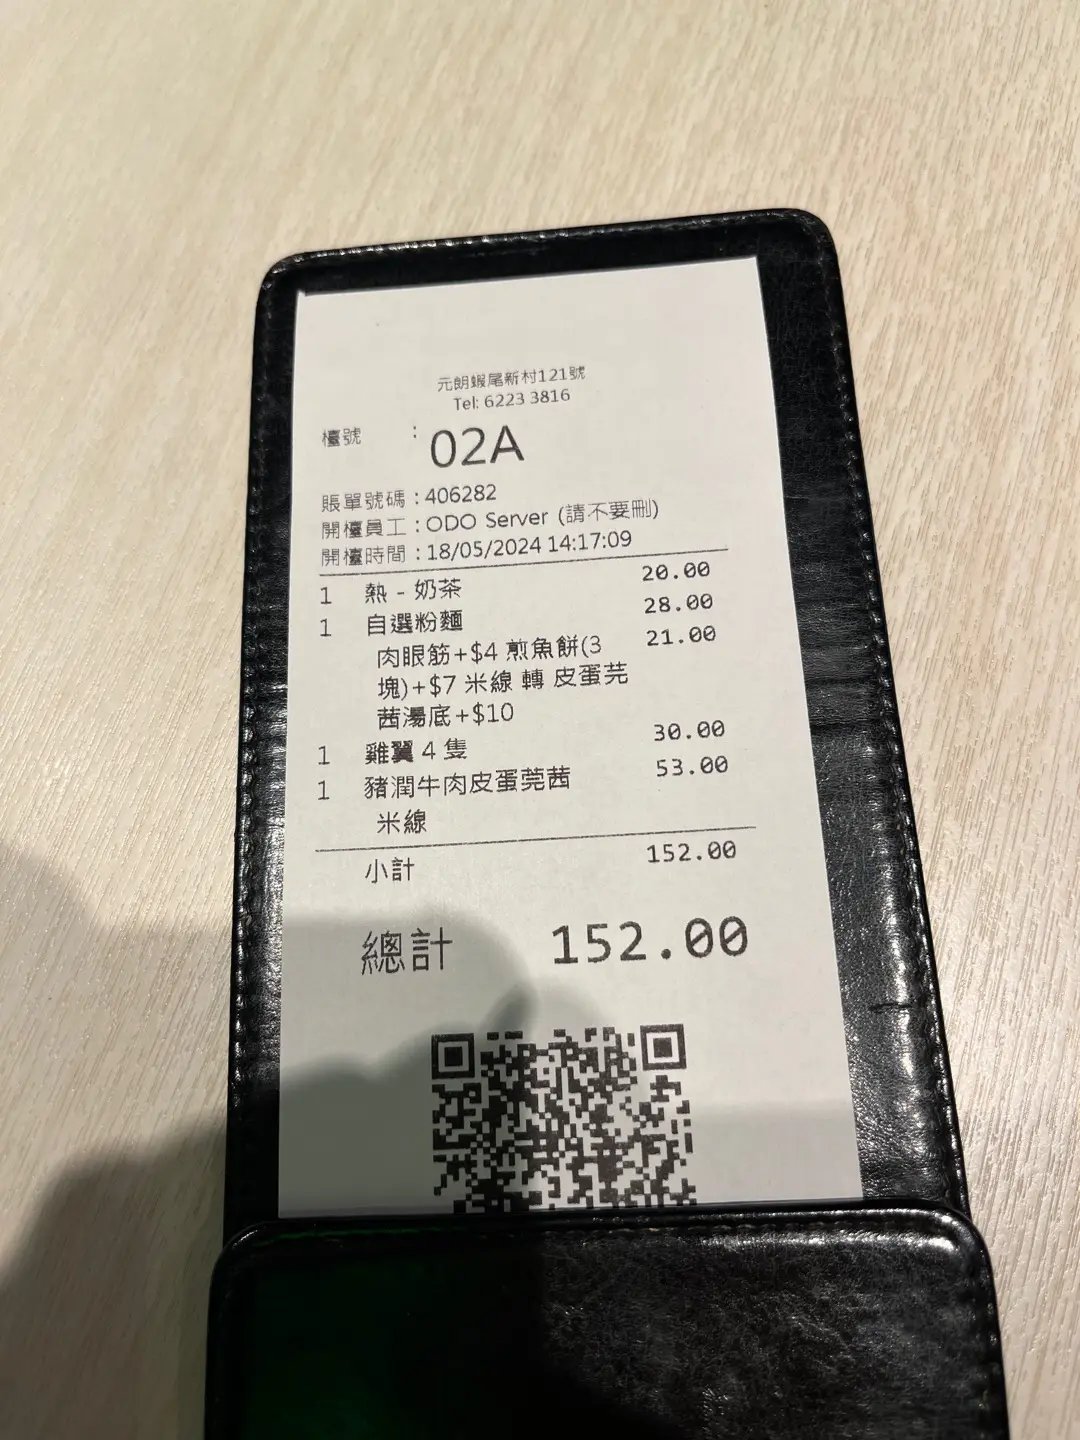 元朗蝦尾新村121號
Tel: 6223 3816
檯號 : 02A
賬單號碼 : 406282
開檯員工 : ODO Server (請不要刪)
開檯時間 : 18/05/2024 14:17:09
1 熱 - 奶茶 20.00
1 自選粉麵 28.00
肉眼筋+$4 煎魚餅(3 21.00
塊)+$7 米線 轉 皮蛋芫
茜湯底+$10
1 雞翼 4 隻 30.00
1 豬潤牛肉皮蛋莞茜 53.00
米線
小計 152.00
總計 152.00